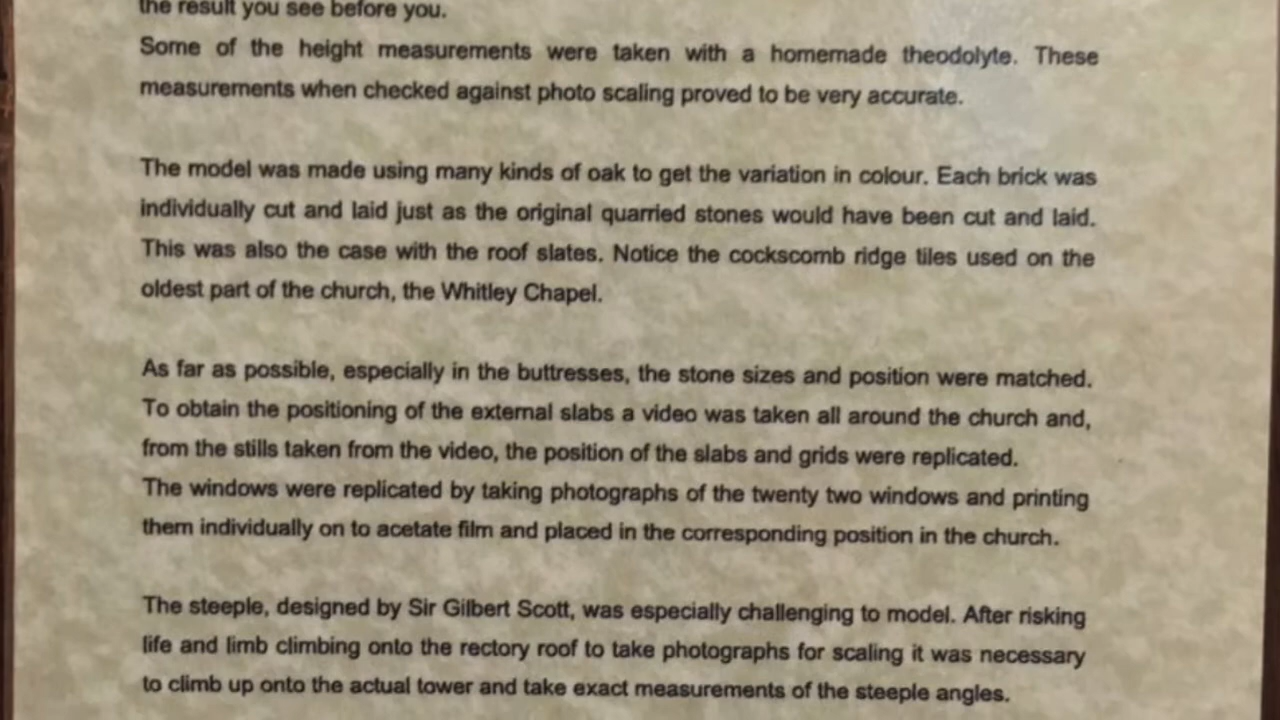 the result you see before you.
Some of the height measurements were taken with a homemade theodolyte. These
measurements when checked against photo scaling proved to be very accurate.
The model was made using many kinds of oak to get the variation in colour. Each brick was
individually cut and laid just as the original quarried stones would have been cut and laid.
This was also the case with the roof slates. Notice the cockscomb ridge tiles used on the
oldest part of the church, the Whitley Chapel.
As far as possible, especially in the buttresses, the stone sizes and position were matched.
To obtain the positioning of the external slabs a video was taken all around the church and,
from the stills taken from the video, the position of the slabs and grids were replicated.
The windows were replicated by taking photographs of the twenty two windows and printing
them individually on to acetate film and placed in the corresponding position in the church.
The steeple, designed by Sir Gilbert Scott, was especially challenging to model. After risking
life and limb climbing onto the rectory roof to take photographs for scaling it was necessary
to climb up onto the actual tower and take exact measurements of the steeple angles.